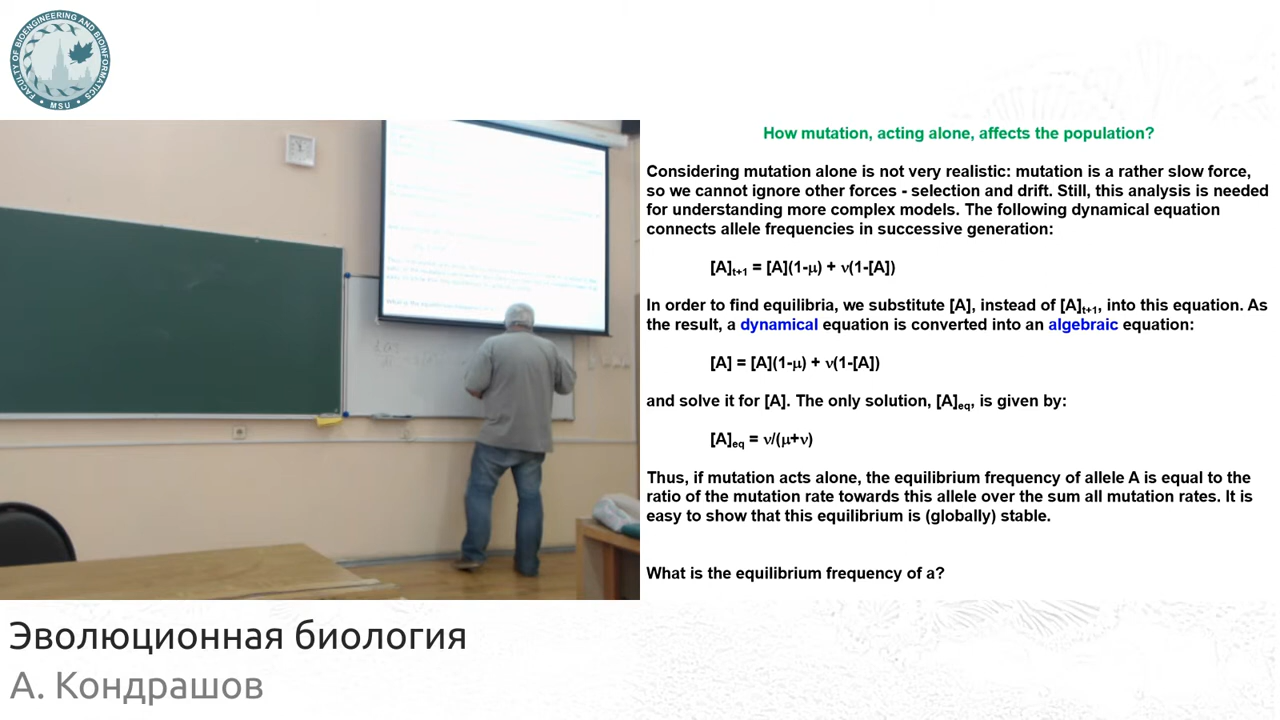 FACULTY OF BIOENGINEERING AND BIOINFORMATICS
• MSU •
How mutation, acting alone, affects the population?
Considering mutation alone is not very realistic: mutation is a rather slow force,
so we cannot ignore other forces - selection and drift. Still, this analysis is needed
for understanding more complex models. The following dynamical equation
connects allele frequencies in successive generation:
[A]t+1 = [A](1-μ) + ν(1-[A])
In order to find equilibria, we substitute [A], instead of [A]t+1, into this equation. As
the result, a dynamical equation is converted into an algebraic equation:
[A] = [A](1-μ) + ν(1-[A])
and solve it for [A]. The only solution, [A]eq, is given by:
[A]eq = ν/(μ+ν)
Thus, if mutation acts alone, the equilibrium frequency of allele A is equal to the
ratio of the mutation rate towards this allele over the sum all mutation rates. It is
easy to show that this equilibrium is (globally) stable.
What is the equilibrium frequency of a?
Эволюционная биология
А. Кондрашов